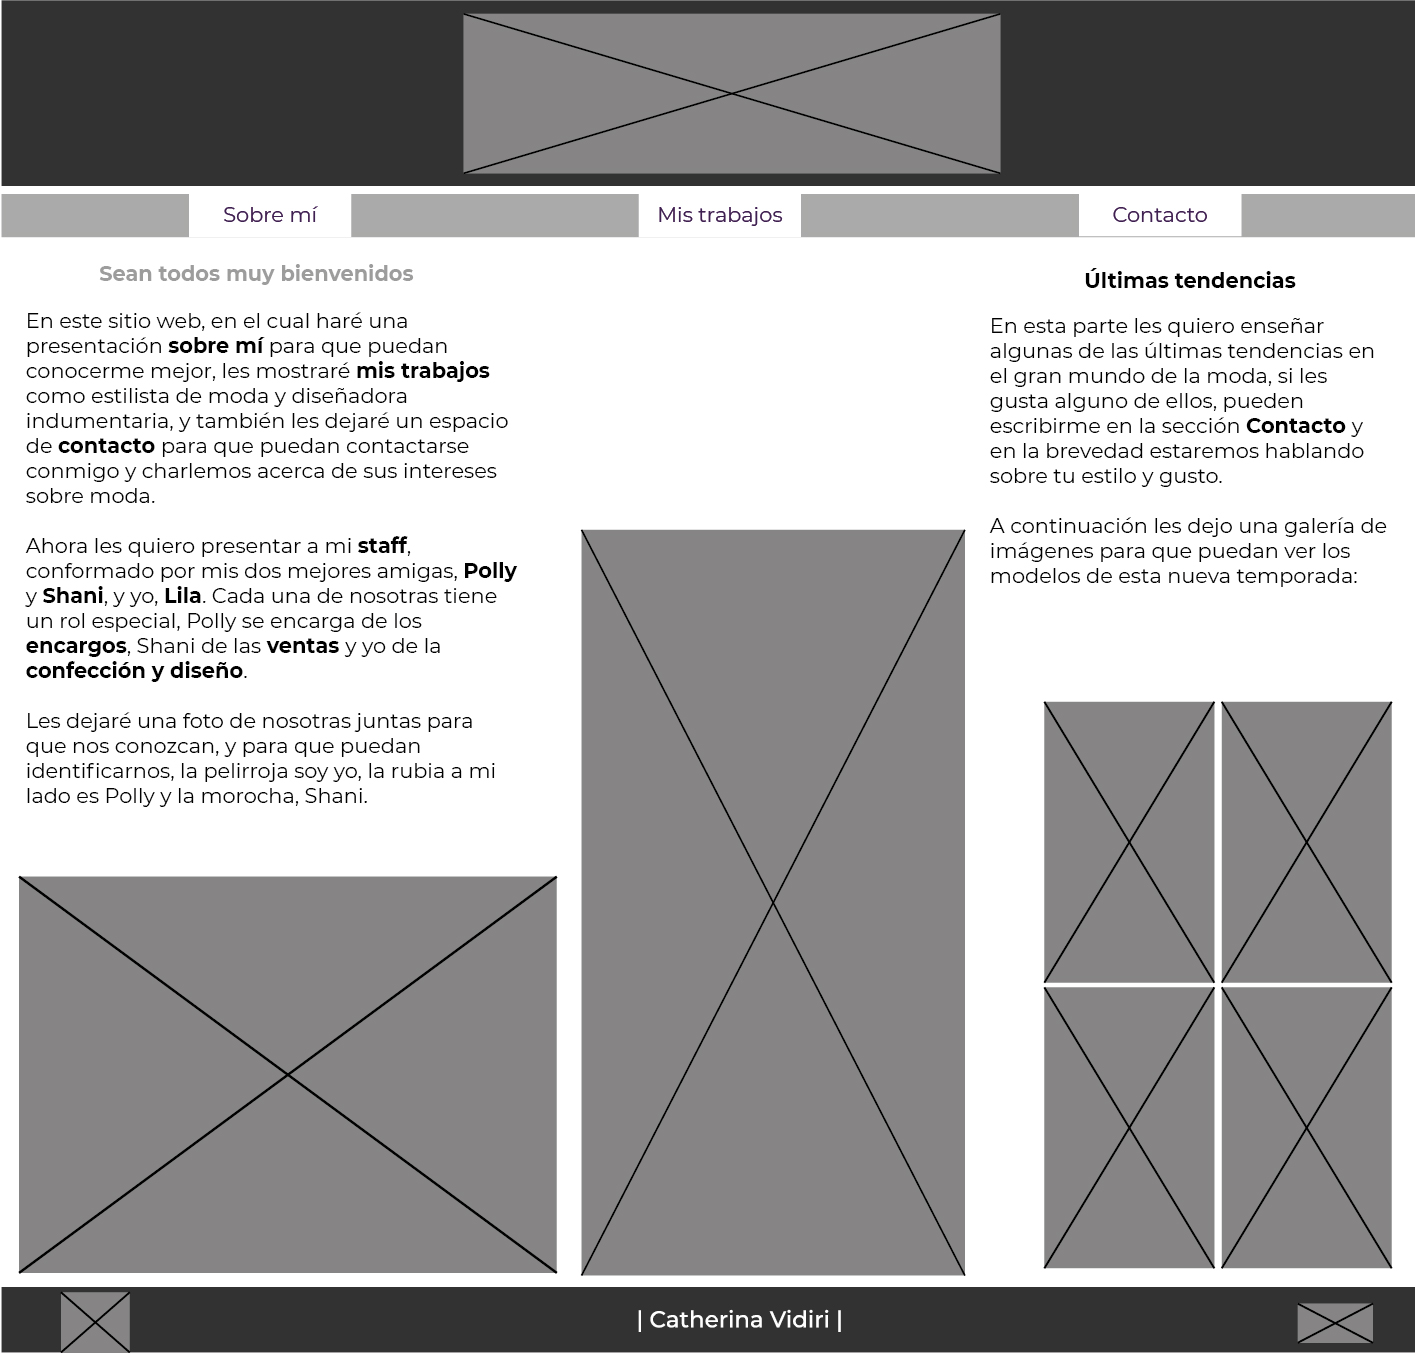 Sobre mí
Mis trabajos
Contacto
Sean todos muy bienvenidos
En este sitio web, en el cual haré una
presentación sobre mí para que puedan
conocerme mejor, les mostraré mis trabajos
como estilista de moda y diseñadora
indumentaria, y también les dejaré un espacio
de contacto para que puedan contactarse
conmigo y charlemos acerca de sus intereses
sobre moda.
Ahora les quiero presentar a mi staff,
conformado por mis dos mejores amigas, Polly
y Shani, y yo, Lila. Cada una de nosotras tiene
un rol especial, Polly se encarga de los
encargos, Shani de las ventas y yo de la
confección y diseño.
Les dejaré una foto de nosotras juntas para
que nos conozcan, y para que puedan
identificarnos, la pelirroja soy yo, la rubia a mi
lado es Polly y la morocha, Shani.
Últimas tendencias
En esta parte les quiero enseñar
algunas de las últimas tendencias en
el gran mundo de la moda, si les
gusta alguno de ellos, pueden
escribirme en la sección Contacto y
en la brevedad estaremos hablando
sobre tu estilo y gusto.
A continuación les dejo una galería de
imágenes para que puedan ver los
modelos de esta nueva temporada:
| Catherina Vidiri |